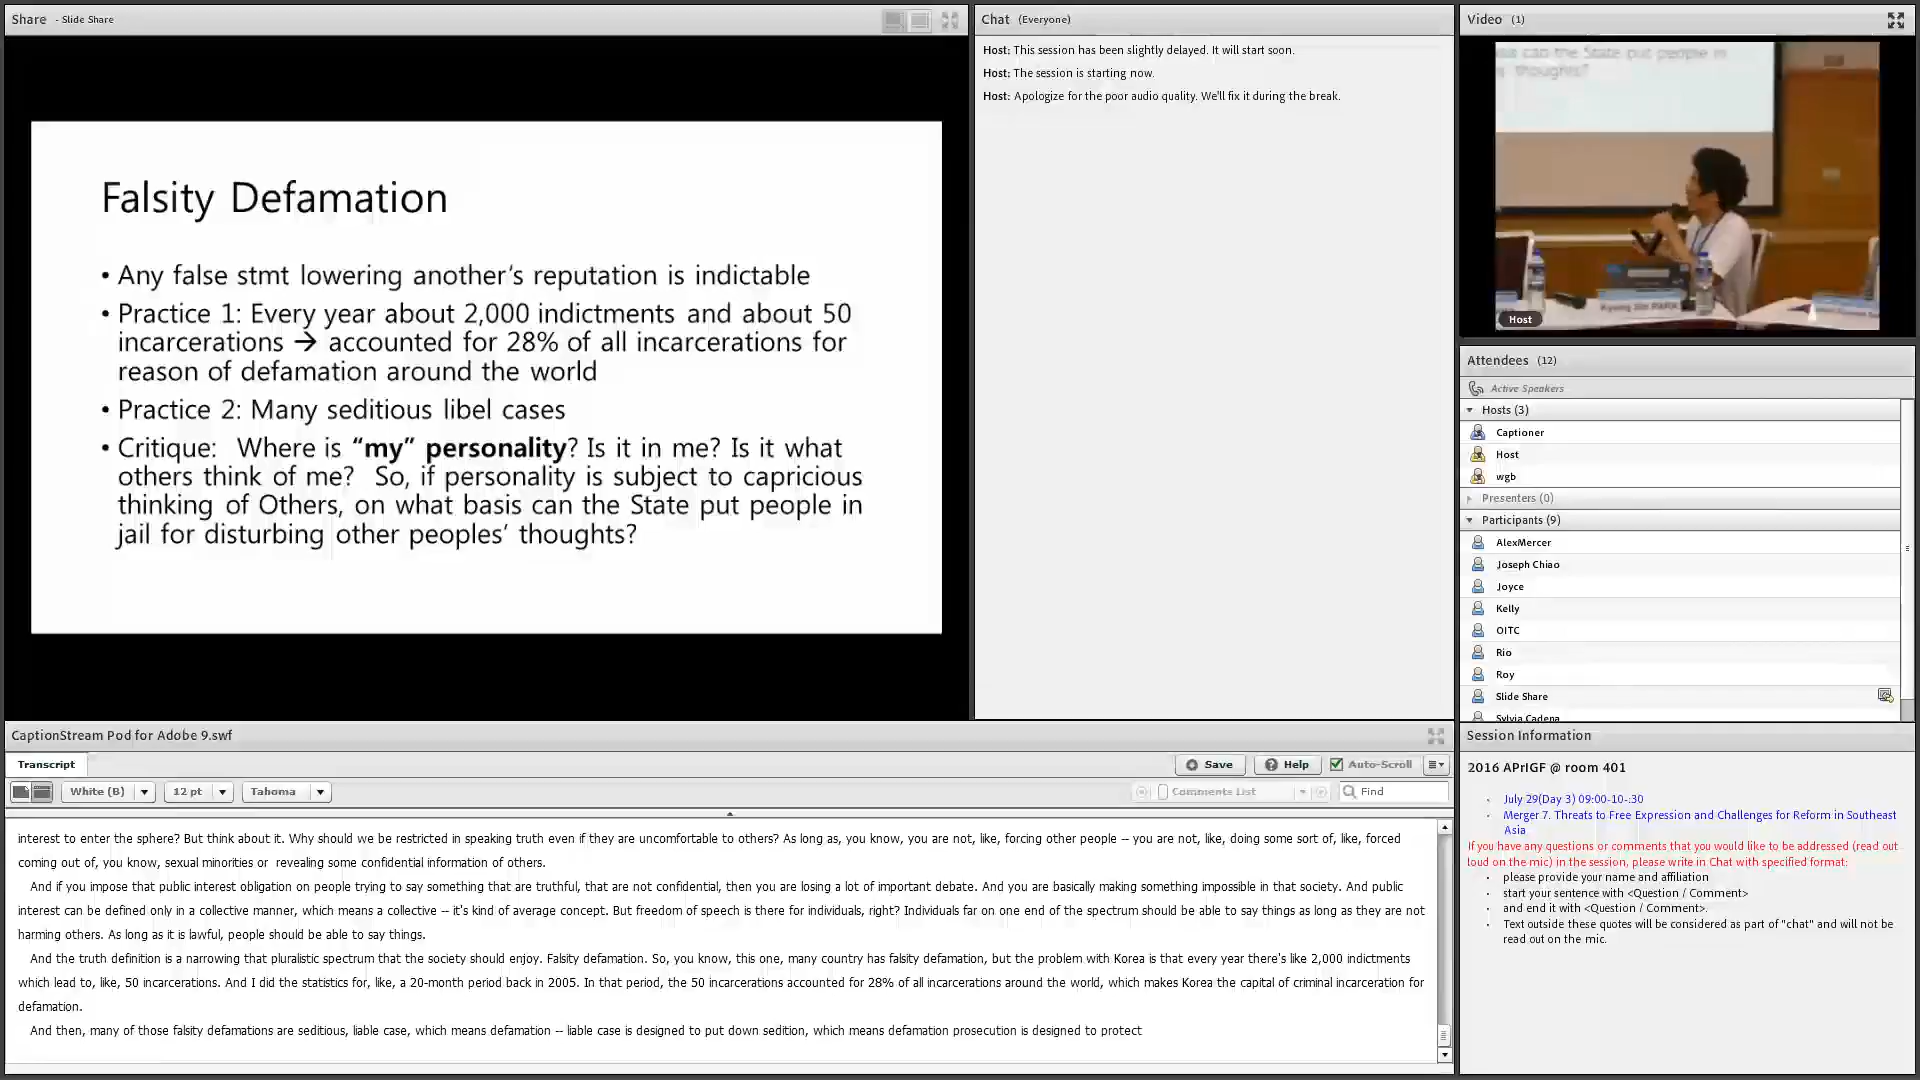 Share - Slide Share
Falsity Defamation
• Any false stmt lowering another's reputation is indictable
• Practice 1: Every year about 2,000 indictments and about 50
incarcerations → accounted for 28% of all incarcerations for
reason of defamation around the world
• Practice 2: Many seditious libel cases
• Critique: Where is “my” personality? Is it in me? Is it what
others think of me? So, if personality is subject to capricious
thinking of Others, on what basis can the State put people in
jail for disturbing other peoples’ thoughts?
Chat (Everyone)
Host: This session has been slightly delayed. It will start soon.
Host: The session is starting now.
Host: Apologize for the poor audio quality. We'll fix it during the break.
Video (1)
can the State put people in
thoughts?
Host
Attendees (12)
Active Speakers
Hosts (3)
Captioner
Host
wgb
Presenters (0)
Participants (9)
AlexMercer
Joseph Chiao
Joyce
Kelly
OITC
Rio
Roy
Slide Share
Sylvia Cadena
CaptionStream Pod for Adobe 9.swf
Transcript
Save
Help
Auto-Scroll
White (B)
12 pt
Tahoma
Comments List
Find
interest to enter the sphere? But think about it. Why should we be restricted in speaking truth even if they are uncomfortable to others? As long as, you know, you are not, like, forcing other people -- you are not, like, doing some sort of, like, forced
coming out of, you know, sexual minorities or revealing some confidential information of others.
And if you impose that public interest obligation on people trying to say something that are truthful, that are not confidential, then you are losing a lot of important debate. And you are basically making something impossible in that society. And public
interest can be defined only in a collective manner, which means a collective -- it's kind of average concept. But freedom of speech is there for individuals, right? Individuals far on one end of the spectrum should be able to say things as long as they are not
harming others. As long as it is lawful, people should be able to say things.
And the truth definition is a narrowing that pluralistic spectrum that the society should enjoy. Falsity defamation. So, you know, this one, many country has falsity defamation, but the problem with Korea is that every year there's like 2,000 indictments
which lead to, like, 50 incarcerations. And I did the statistics for, like, a 20-month period back in 2005. In that period, the 50 incarcerations accounted for 28% of all incarcerations around the world, which makes Korea the capital of criminal incarceration for
defamation.
And then, many of those falsity defamations are seditious, liable case, which means defamation -- liable case is designed to put down sedition, which means defamation prosecution is designed to protect
Session Information
2016 APrIGF @ room 401
· July 29(Day 3) 09:00-10-:30
· Merger 7. Threats to Free Expression and Challenges for Reform in Southeast
Asia
If you have any questions or comments that you would like to be addressed (read out
loud on the mic) in the session, please write in Chat with specified format:
· please provide your name and affiliation
· start your sentence with <Question / Comment>
· and end it with <Question / Comment>.
· Text outside these quotes will be considered as part of "chat" and will not be
read out on the mic.